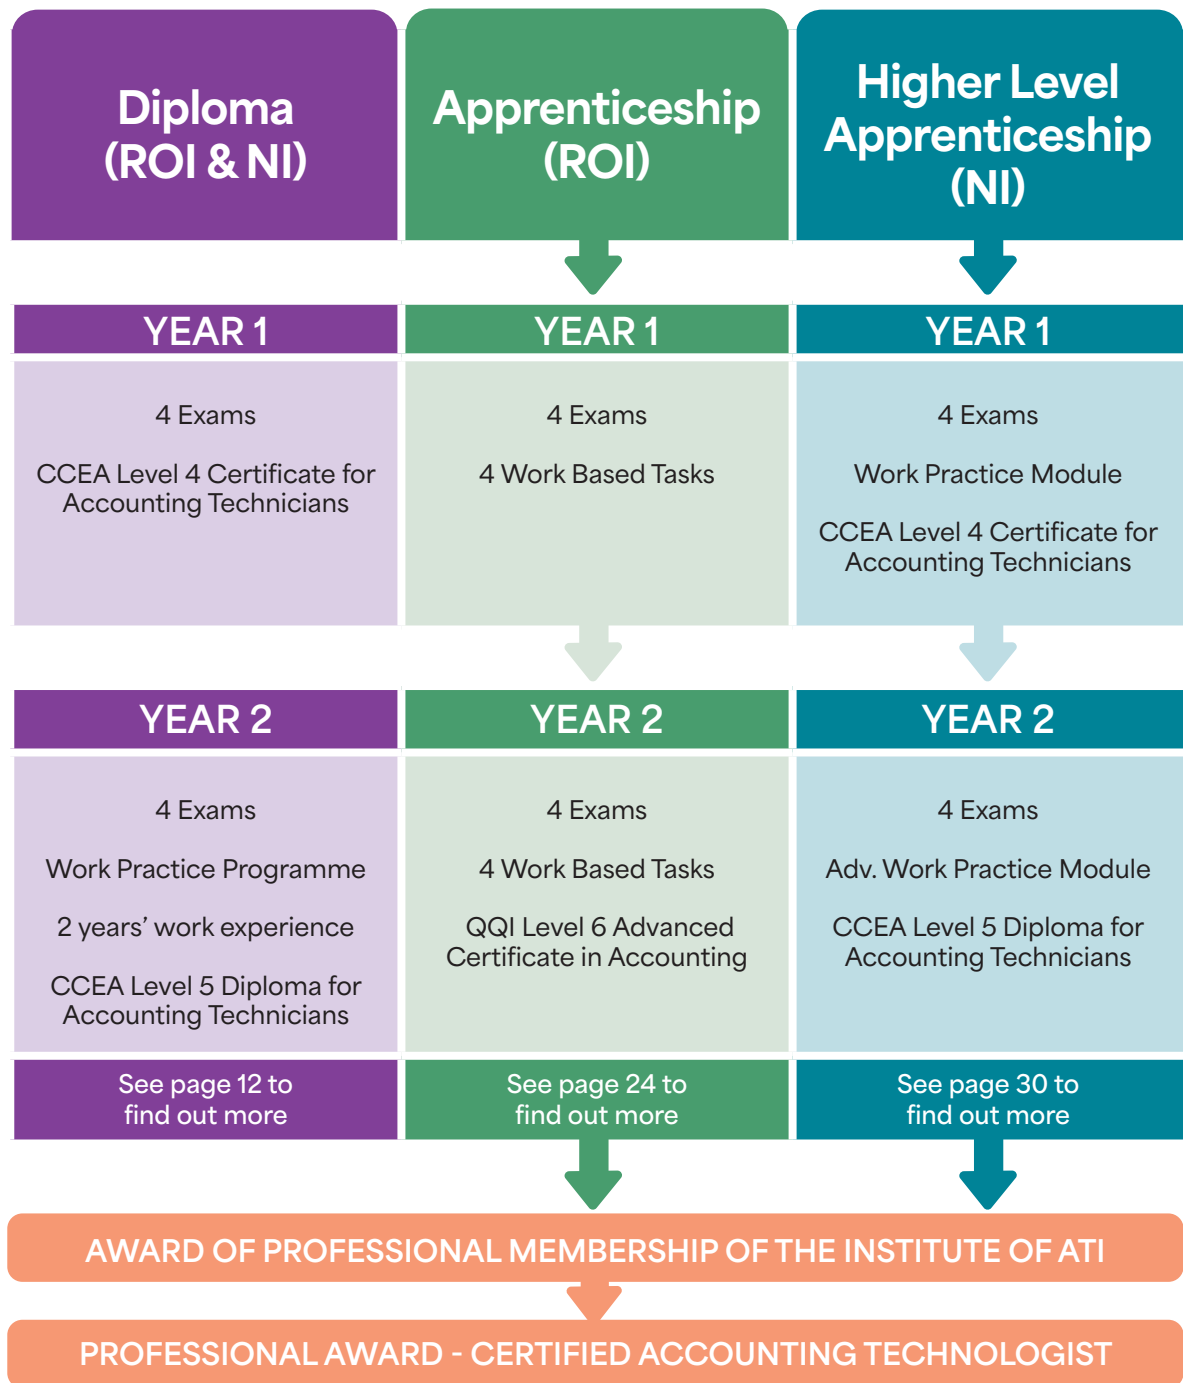 Diploma
(ROI & NI)
Apprenticeship
(ROI)
Higher Level
Apprenticeship
(NI)
YEAR 1
4 Exams
CCEA Level 4 Certificate for
Accounting Technicians
YEAR 1
4 Exams
4 Work Based Tasks
YEAR 1
4 Exams
Work Practice Module
CCEA Level 4 Certificate for
Accounting Technicians
YEAR 2
4 Exams
Work Practice Programme
2 years’ work experience
CCEA Level 5 Diploma for
Accounting Technicians
See page 12 to
find out more
YEAR 2
4 Exams
4 Work Based Tasks
QQI Level 6 Advanced
Certificate in Accounting
See page 24 to
find out more
YEAR 2
4 Exams
Adv. Work Practice Module
CCEA Level 5 Diploma for
Accounting Technicians
See page 30 to
find out more
AWARD OF PROFESSIONAL MEMBERSHIP OF THE INSTITUTE OF ATI
PROFESSIONAL AWARD - CERTIFIED ACCOUNTING TECHNOLOGIST